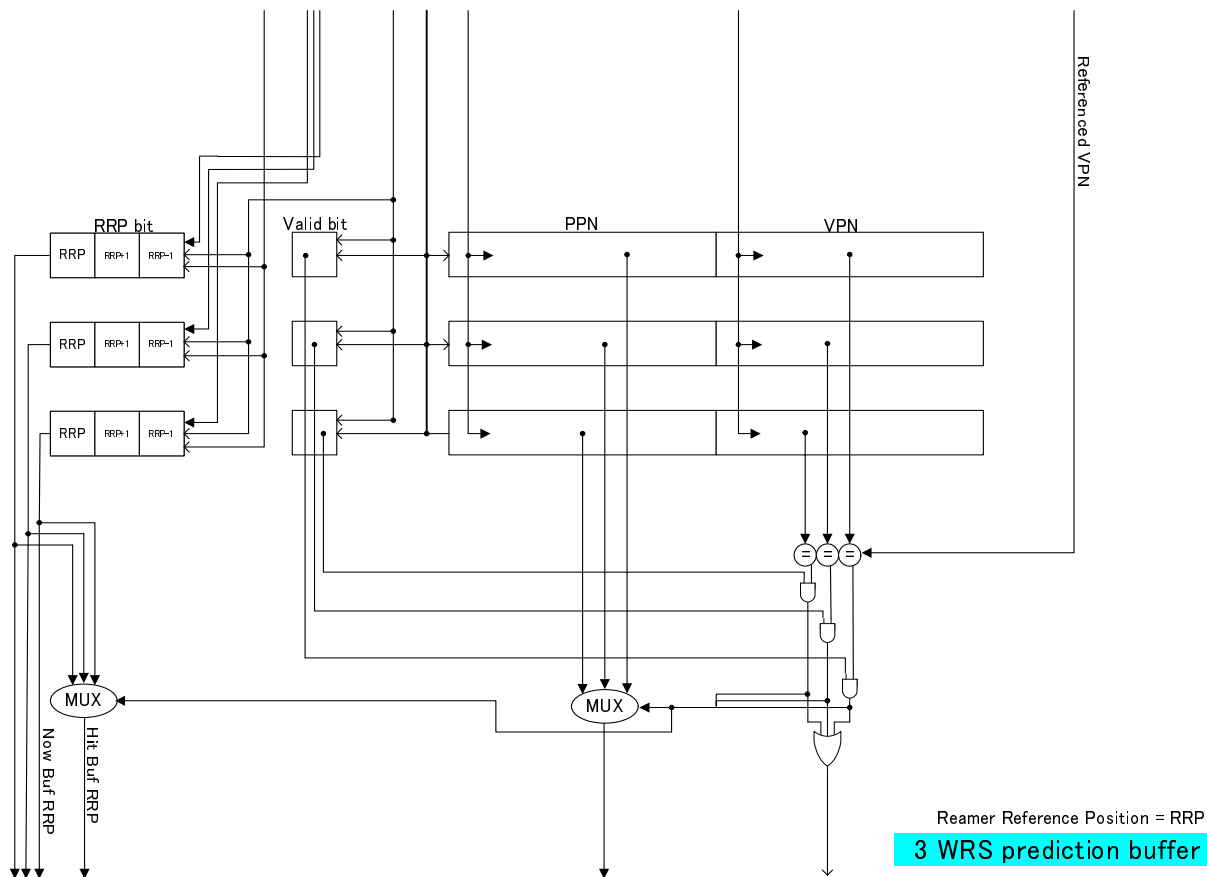 Referenced VPN
RRP bit
Valid bit
PPN
VPN
RRP
RRP+1
RRP-1
RRP
RRP+1
RRP-1
RRP
RRP+1
RRP-1
=
=
=
MUX
MUX
Now Buf RRP
Hit Buf RRP
Reamer Reference Position = RRP
3 WRS prediction buffer